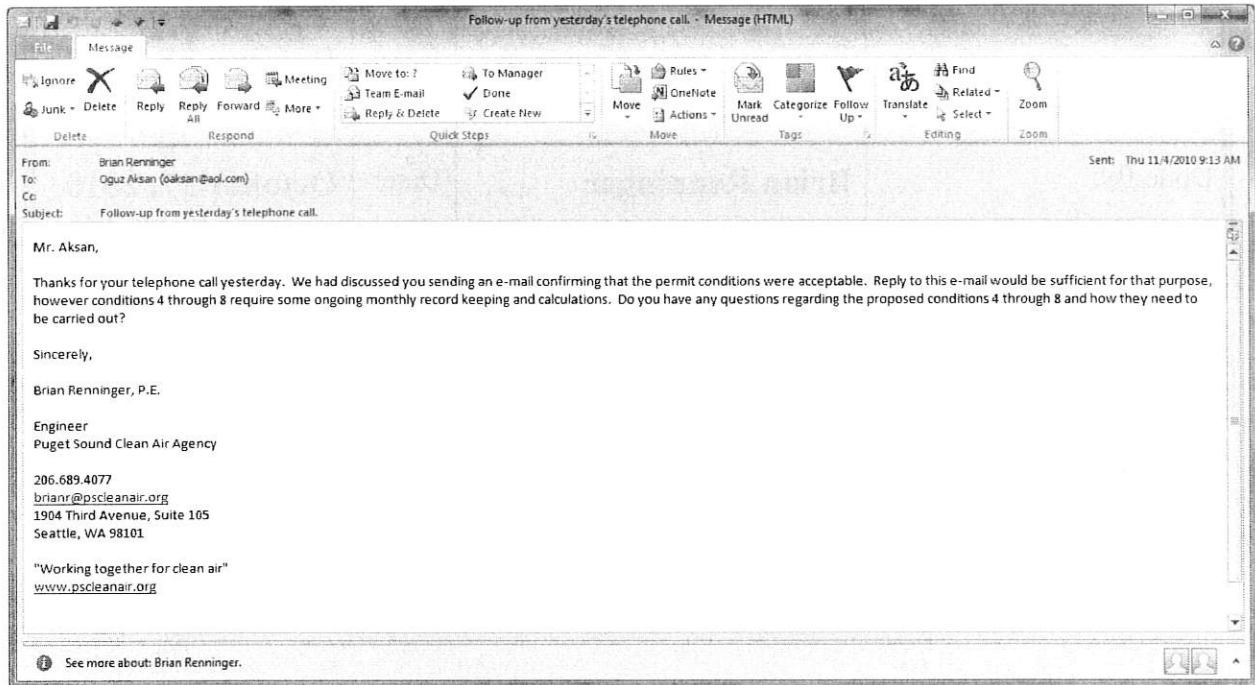 Follow-up from yesterday's telephone call. - Message (HTML)
File Message
Ignore
Junk - Delete Reply Reply All Forward Meeting More -
Move to: ? To Manager
Team E-mail Done
Reply & Delete Create New
Move Rules - OneNote Actions -
Mark Unread Categorize Follow Up - Translate Find Related - Select - Zoom
Delete Respond Quick Steps Move Tags Editing Zoom
From: Brian Renninger Sent: Thu 11/4/2010 9:13 AM
To: Oguz Aksan (oaksan@aol.com)
Cc:
Subject: Follow-up from yesterday's telephone call.
Mr. Aksan,
Thanks for your telephone call yesterday. We had discussed you sending an e-mail confirming that the permit conditions were acceptable. Reply to this e-mail would be sufficient for that purpose,
however conditions 4 through 8 require some ongoing monthly record keeping and calculations. Do you have any questions regarding the proposed conditions 4 through 8 and how they need to
be carried out?
Sincerely,
Brian Renninger, P.E.
Engineer
Puget Sound Clean Air Agency
206.689.4077
brianr@pscleanair.org
1904 Third Avenue, Suite 105
Seattle, WA 98101
"Working together for clean air"
www.pscleanair.org
See more about: Brian Renninger.